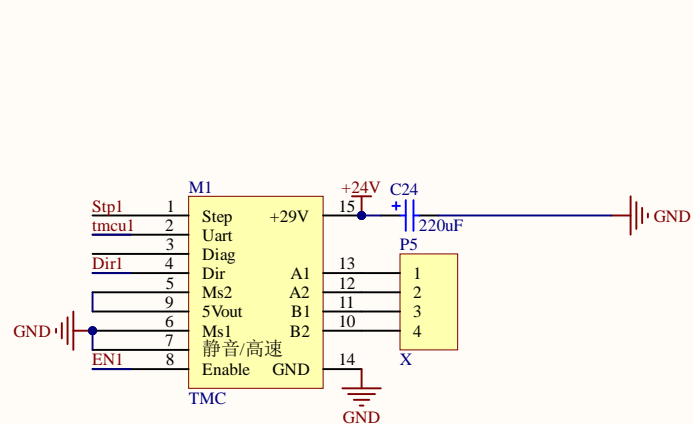 M1
+24V
C24
+
220uF
GND
Stp1 1 Step +29V 15
tmcu1 2 Uart
3 Diag
Dir1 4 Dir A1 13
5 Ms2 A2 12
9 5Vout B1 11
GND 6 Ms1 B2 10
7 静音/高速
EN1 8 Enable GND 14
TMC
GND
P5
1
2
3
4
X